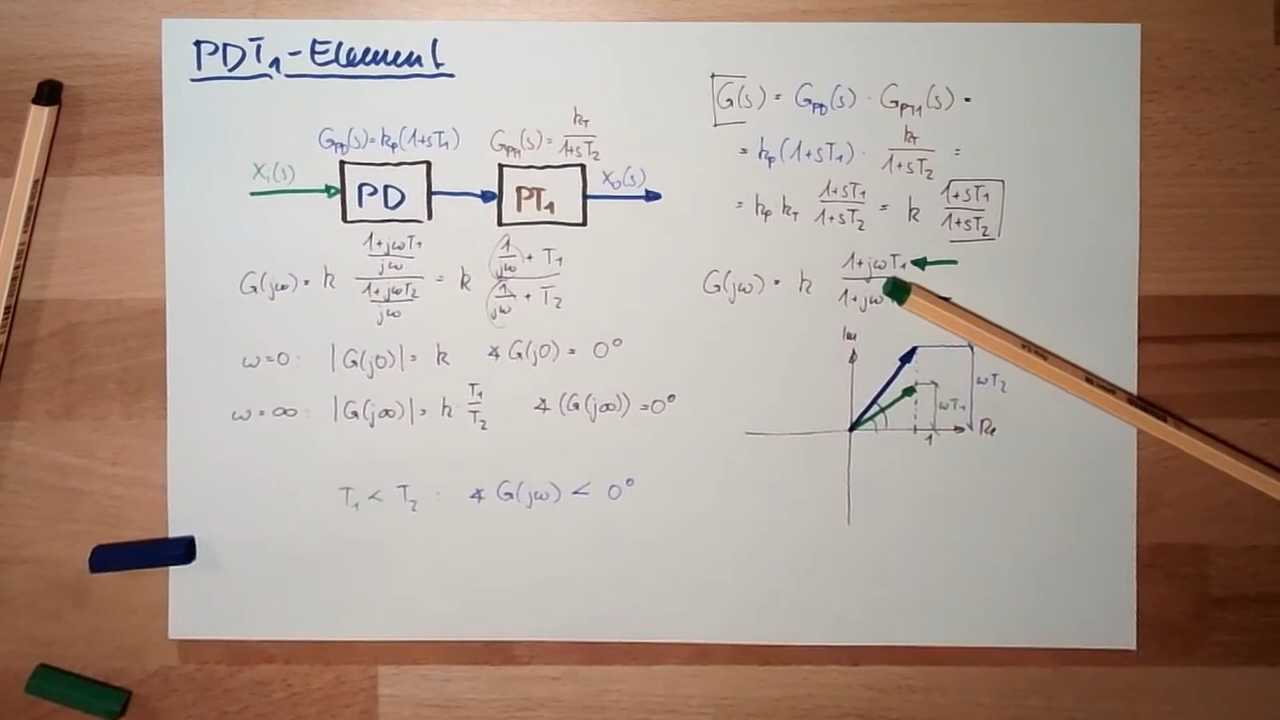 PDT₁-Element
G_PD(s)=k_p(1+sT₁)
G_PT1(s)= k_T/(1+sT₂)
X_i(s)
PD
PT₁
X_o(s)
G(jω)= k ((1+jωT₁)/jω)/((1+jωT₂)/jω) = k (1/jω + T₁)/(1/jω + T₂)
ω=0: |G(j0)|= k ∢G(j0)= 0°
ω=∞: |G(j∞)|= k · T₁/T₂ ∢(G(j∞))=0°
T₁ < T₂ · ∢G(jω) < 0°
G(s) = G_PD(s) · G_PT1(s) =
= k_p(1+sT₁) · k_T/(1+sT₂) =
= k_p k_T (1+sT₁)/(1+sT₂) = k (1+sT₁)/(1+sT₂)
G(jω)= k (1+jωT₁)/(1+jω
Im
ωT₂
ωT₁
1
Re